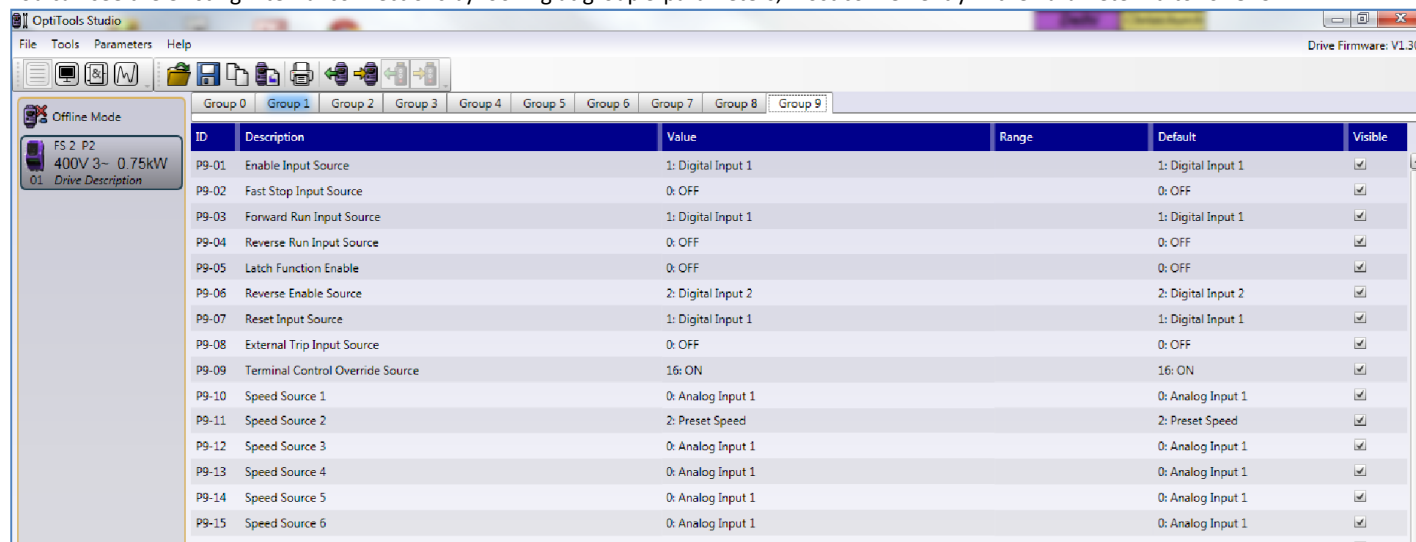 OptiTools Studio
File Tools Parameters Help
Drive Firmware: V1.30
Group 0 Group 1 Group 2 Group 3 Group 4 Group 5 Group 6 Group 7 Group 8 Group 9
Offline Mode
FS 2 P2
400V 3~ 0.75kW
01 Drive Description
ID Description Value Range Default Visible
P9-01 Enable Input Source 1: Digital Input 1 1: Digital Input 1
P9-02 Fast Stop Input Source 0: OFF 0: OFF
P9-03 Forward Run Input Source 1: Digital Input 1 1: Digital Input 1
P9-04 Reverse Run Input Source 0: OFF 0: OFF
P9-05 Latch Function Enable 0: OFF 0: OFF
P9-06 Reverse Enable Source 2: Digital Input 2 2: Digital Input 2
P9-07 Reset Input Source 1: Digital Input 1 1: Digital Input 1
P9-08 External Trip Input Source 0: OFF 0: OFF
P9-09 Terminal Control Override Source 16: ON 16: ON
P9-10 Speed Source 1 0: Analog Input 1 0: Analog Input 1
P9-11 Speed Source 2 2: Preset Speed 2: Preset Speed
P9-12 Speed Source 3 0: Analog Input 1 0: Analog Input 1
P9-13 Speed Source 4 0: Analog Input 1 0: Analog Input 1
P9-14 Speed Source 5 0: Analog Input 1 0: Analog Input 1
P9-15 Speed Source 6 0: Analog Input 1 0: Analog Input 1